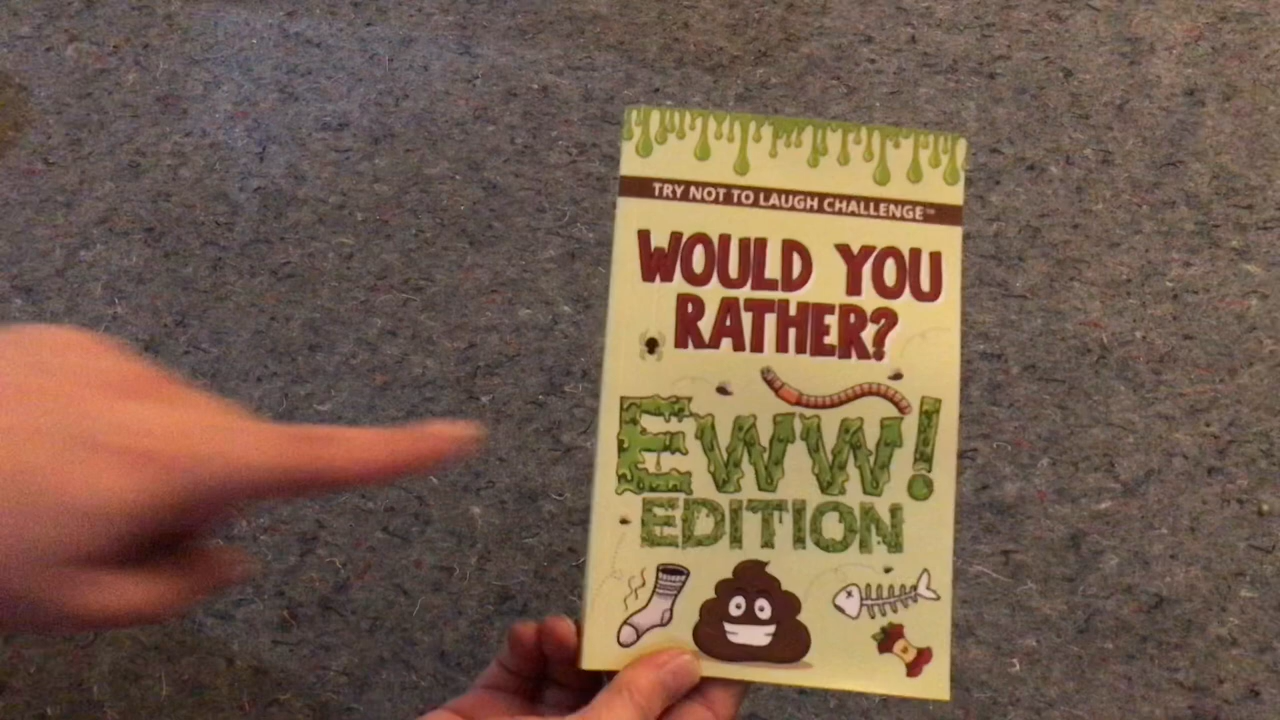 TRY NOT TO LAUGH CHALLENGE™
WOULD YOU
RATHER?
EWW!
EDITION